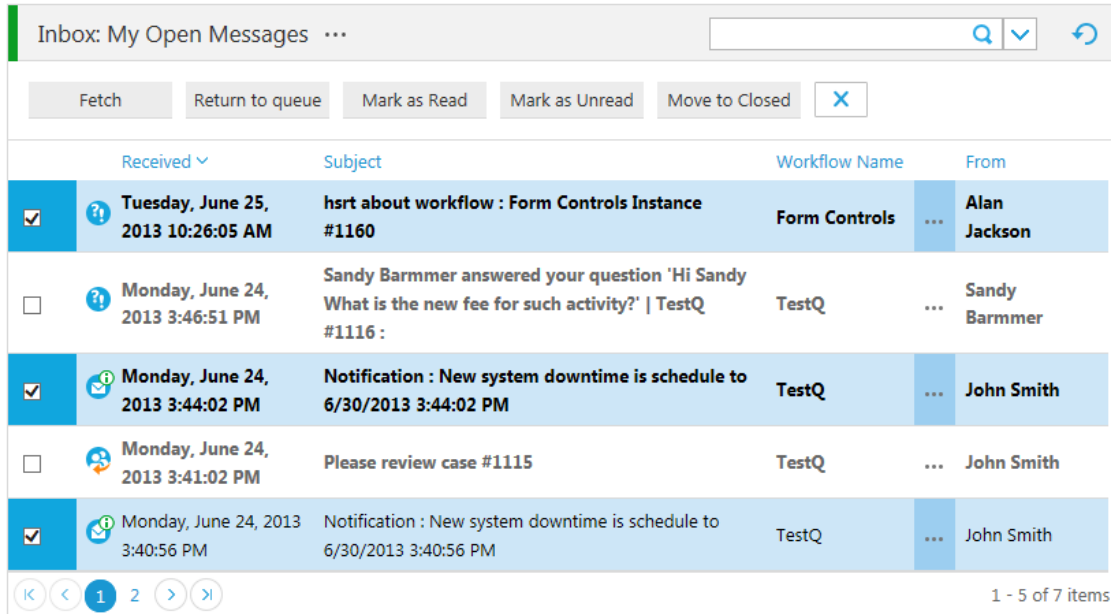 Inbox: My Open Messages ...
Fetch Return to queue Mark as Read Mark as Unread Move to Closed
Received Subject Workflow Name From
Tuesday, June 25, hsrt about workflow : Form Controls Instance Form Controls ... Alan
2013 10:26:05 AM #1160 Jackson
Sandy Barmmer answered your question 'Hi Sandy
Monday, June 24, What is the new fee for such activity?' | TestQ TestQ ... Sandy
2013 3:46:51 PM #1116 : Barmmer
Monday, June 24, Notification : New system downtime is schedule to TestQ ... John Smith
2013 3:44:02 PM 6/30/2013 3:44:02 PM
Monday, June 24, Please review case #1115 TestQ ... John Smith
2013 3:41:02 PM
Monday, June 24, 2013 Notification : New system downtime is schedule to TestQ ... John Smith
3:40:56 PM 6/30/2013 3:40:56 PM
1 2 1 - 5 of 7 items